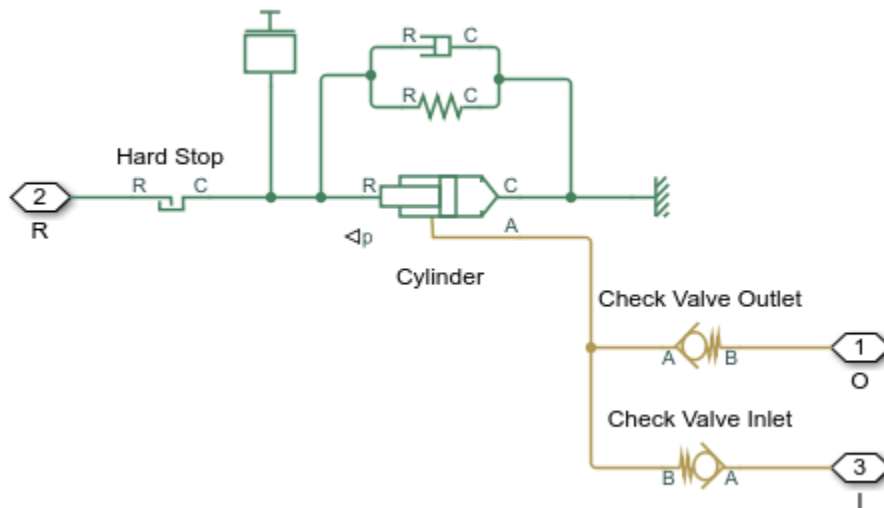 R C
R C
Hard Stop
R C
R C
2
R
p
A
Cylinder
Check Valve Outlet
A B
1
O
Check Valve Inlet
B A
3
I